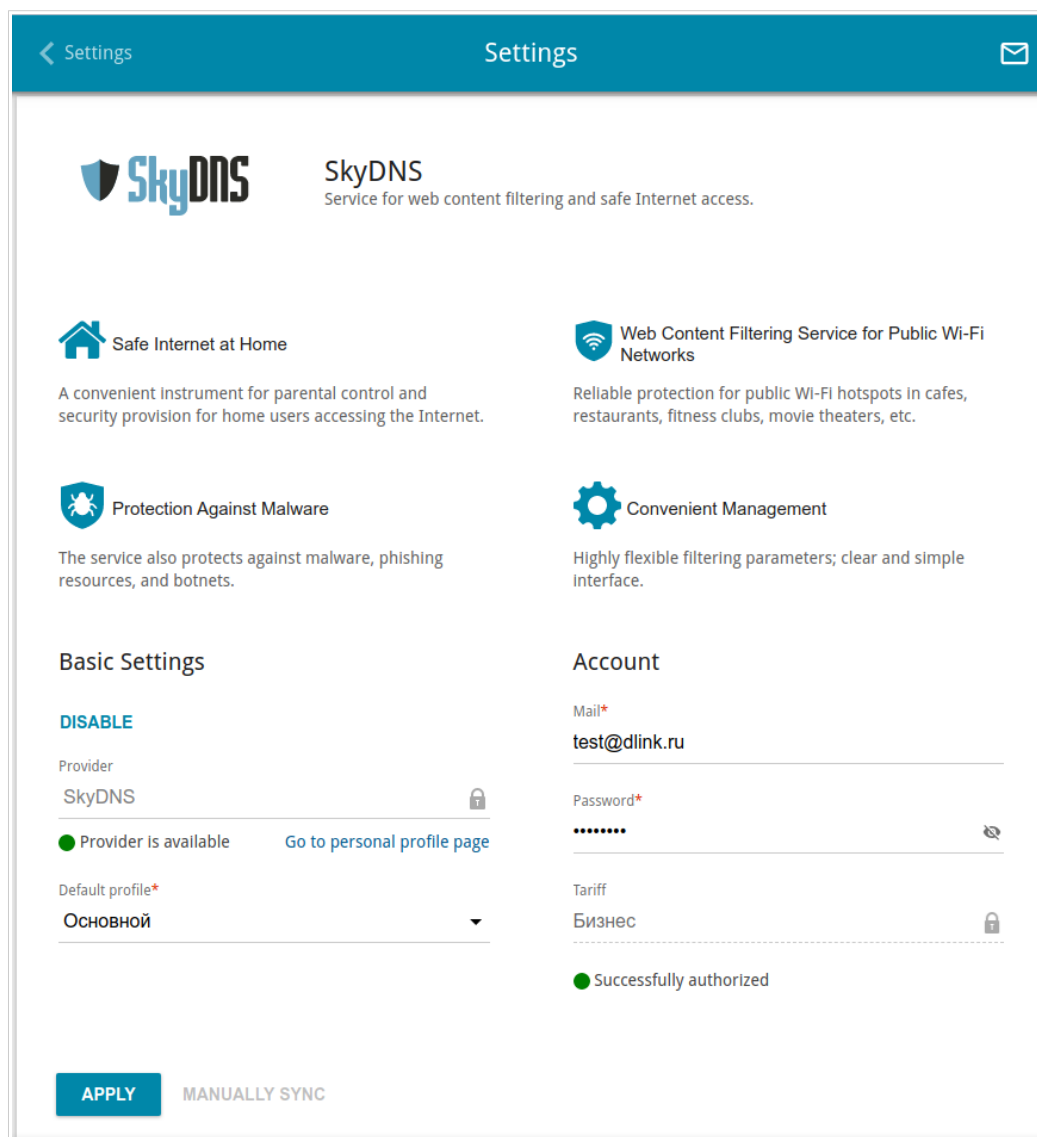 Settings
Settings
SkyDNS
SkyDNS
Service for web content filtering and safe Internet access.
Safe Internet at Home
A convenient instrument for parental control and
security provision for home users accessing the Internet.
Web Content Filtering Service for Public Wi-Fi
Networks
Reliable protection for public Wi-Fi hotspots in cafes,
restaurants, fitness clubs, movie theaters, etc.
Protection Against Malware
The service also protects against malware, phishing
resources, and botnets.
Convenient Management
Highly flexible filtering parameters; clear and simple
interface.
Basic Settings
DISABLE
Provider
SkyDNS
Provider is available
Go to personal profile page
Default profile*
Основной
Account
Mail*
test@dlink.ru
Password*
••••••••
Tariff
Бизнес
Successfully authorized
APPLY
MANUALLY SYNC